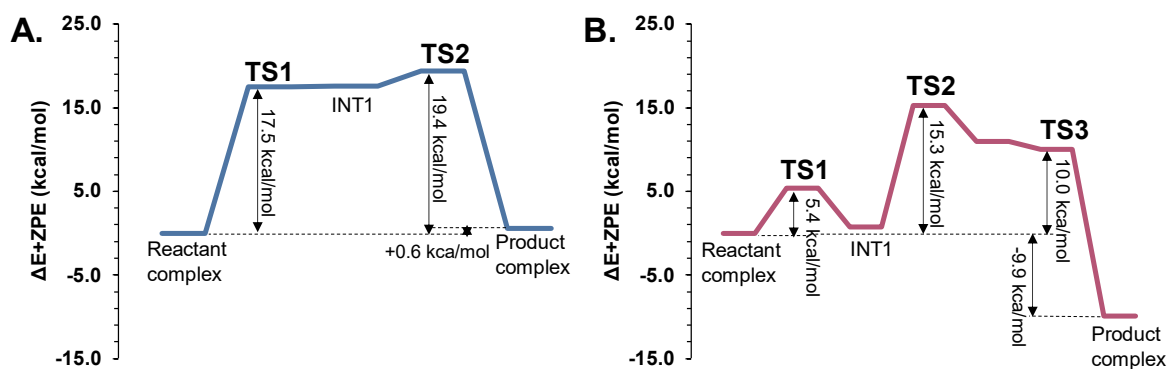 A.
ΔE+ZPE (kcal/mol)
25.0
15.0
5.0
-5.0
-15.0
TS1
INT1
TS2
17.5 kcal/mol
19.4 kcal/mol
Reactant
complex
+0.6 kca/mol
Product
complex
B.
ΔE+ZPE (kcal/mol)
25.0
15.0
5.0
-5.0
-15.0
TS1
TS2
TS3
5.4 kcal/mol
15.3 kcal/mol
10.0 kcal/mol
Reactant
complex
INT1
-9.9 kca/mol
Product
complex